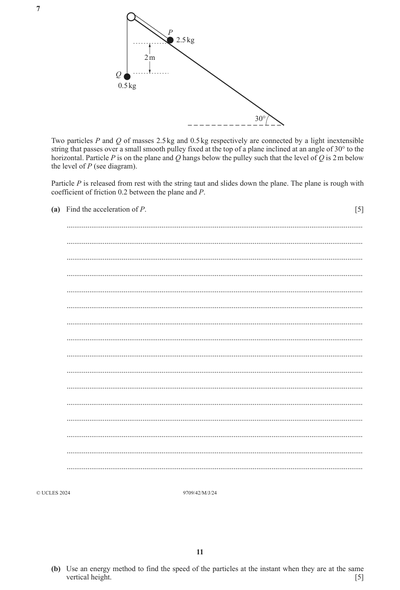 7
P
2.5 kg
2 m
Q
0.5 kg
30°
Two particles P and Q of masses 2.5 kg and 0.5 kg respectively are connected by a light inextensible
string that passes over a small smooth pulley fixed at the top of a plane inclined at an angle of 30° to the
horizontal. Particle P is on the plane and Q hangs below the pulley such that the level of Q is 2 m below
the level of P (see diagram).
Particle P is released from rest with the string taut and slides down the plane. The plane is rough with
coefficient of friction 0.2 between the plane and P.
(a) Find the acceleration of P. [5]
© UCLES 2024 9709/42/M/J/24
11
(b) Use an energy method to find the speed of the particles at the instant when they are at the same
vertical height. [5]